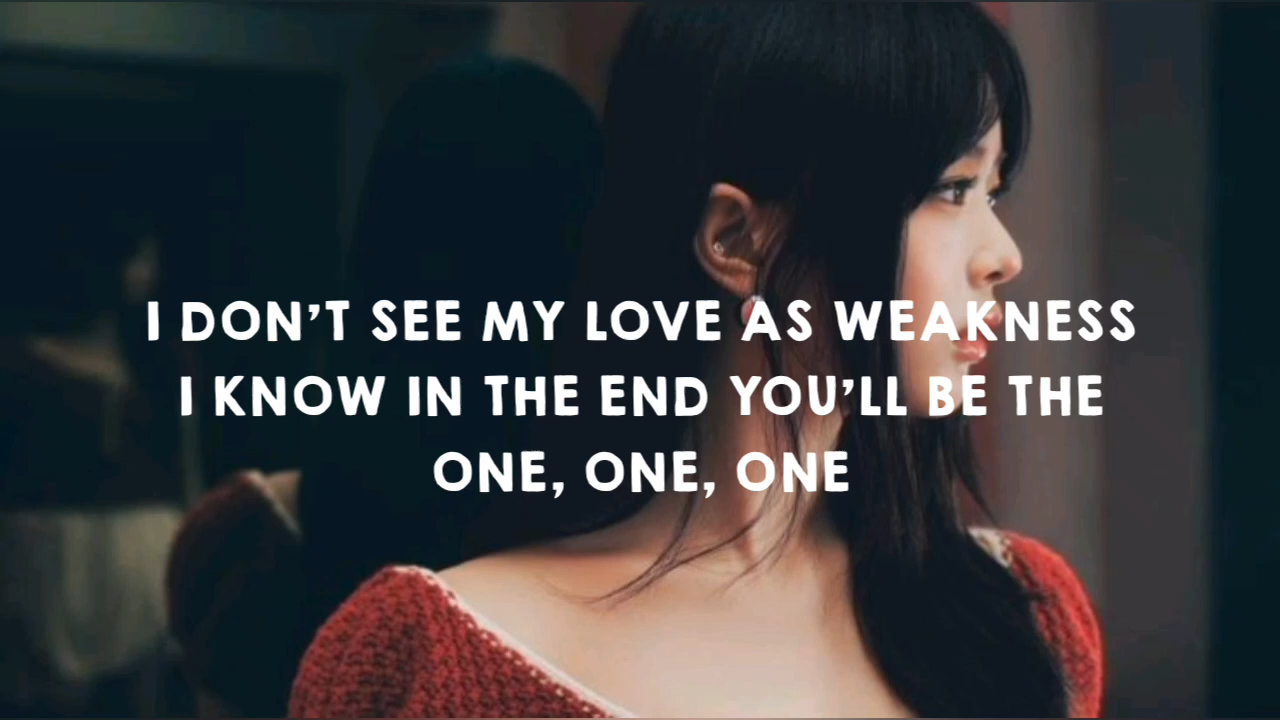 I DON’T SEE MY LOVE AS WEAKNESS
I KNOW IN THE END YOU’LL BE THE
ONE, ONE, ONE